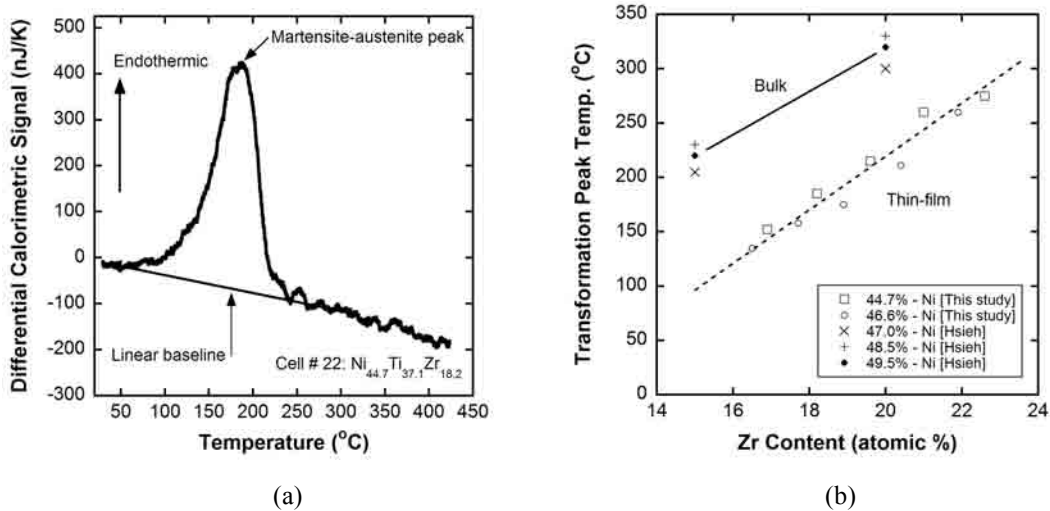 500
400
300
200
100
0
-100
-200
-300
Differential Calorimetric Signal (nJ/K)
Martensite-austenite peak
Endothermic
Linear baseline
Cell # 22: Ni44.7Ti37.1Zr18.2
50 100 150 200 250 300 350 400 450
Temperature (°C)
(a)
350
300
250
200
150
100
50
0
Transformation Peak Temp. (°C)
Bulk
Thin-film
44.7% - Ni [This study]
46.6% - Ni [This study]
47.0% - Ni [Hsieh]
48.5% - Ni [Hsieh]
49.5% - Ni [Hsieh]
14 16 18 20 22 24
Zr Content (atomic %)
(b)